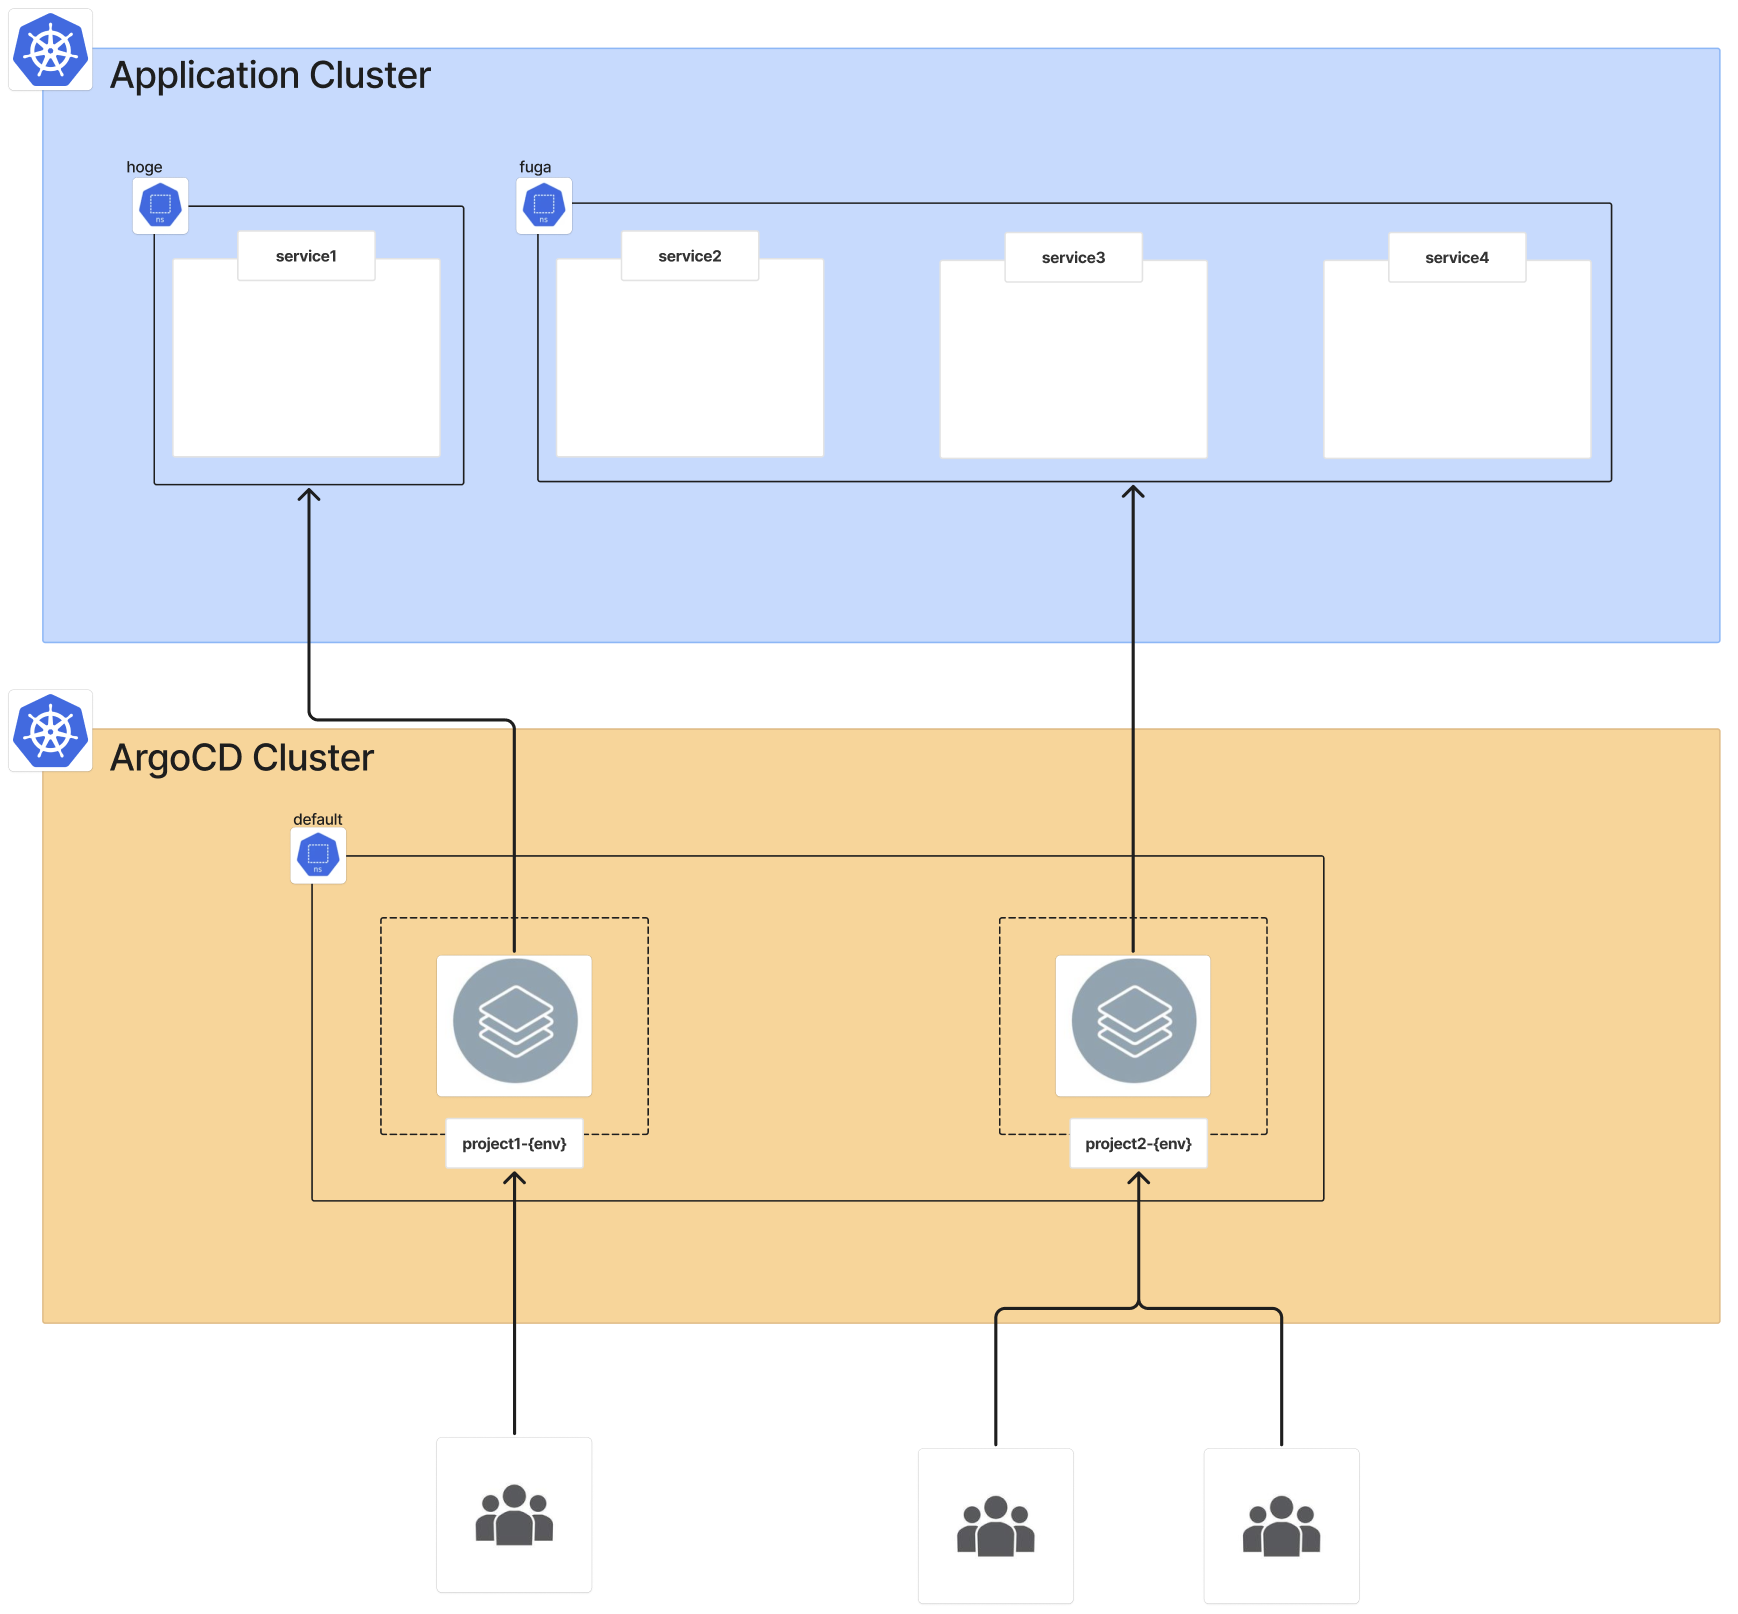 Application Cluster
hoge
fuga
ns
ns
service1
service2
service3
service4
ArgoCD Cluster
default
ns
project1-{env}
project2-{env}